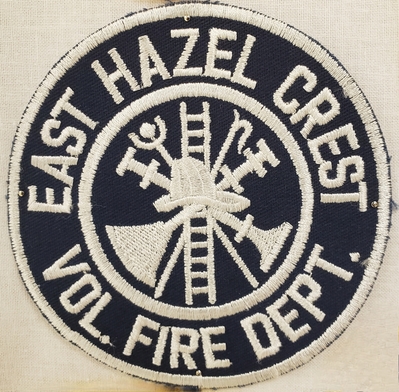 EAST HAZEL CREST
VOL. FIRE DEPT.